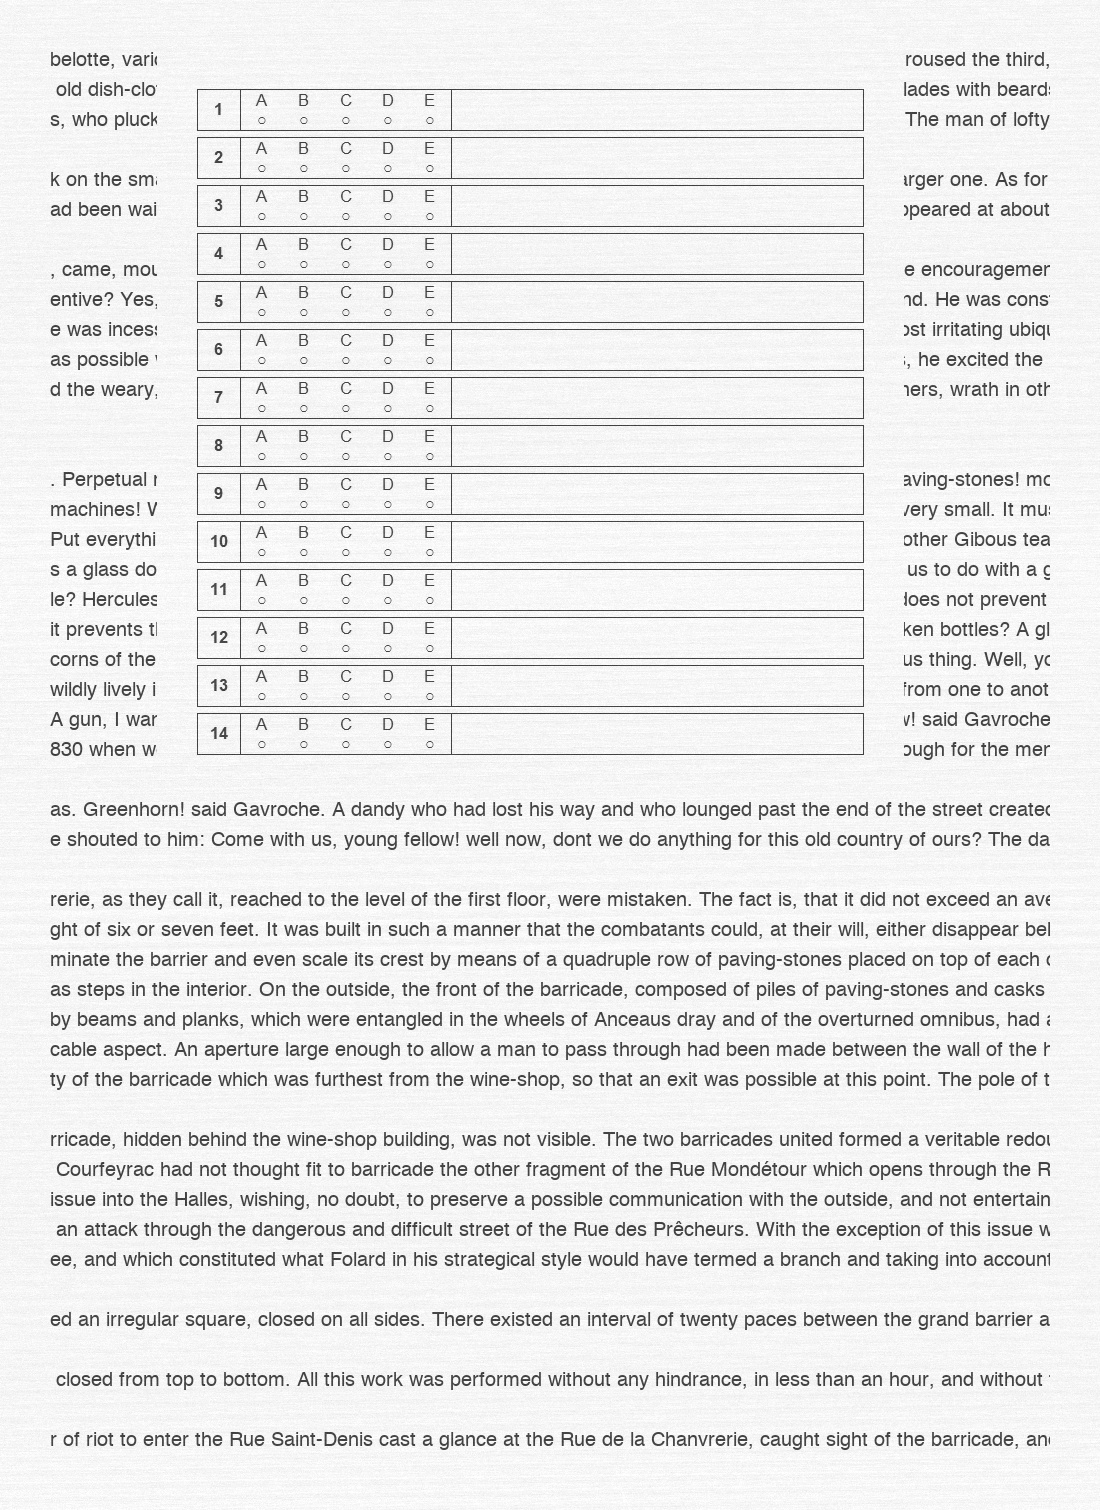 belotte,
old dish-clo
s, who pluck
k on the sm
ad been wai
, came, mou
entive? Yes,
e was incess
as possible
d the weary,
. Perpetual
machines!
Put everythi
s a glass do
le? Hercules
it prevents
corns of the
wildly lively i
A gun, I wan
830 when w
1 A B C D E
2 A B C D E
3 A B C D E
4 A B C D E
5 A B C D E
6 A B C D E
7 A B C D E
8 A B C D E
9 A B C D E
10 A B C D E
11 A B C D E
12 A B C D E
13 A B C D E
14 A B C D E
roused the third,
lades with beards
The man of lofty
arger one. As for
ppeared at about
e encouragemen
nd. He was cons
ost irritating ubiqu
, he excited the
hers, wrath in oth
aving-stones! mo
very small. It mus
other Gibous tea
us to do with a g
does not prevent
ken bottles? A gl
us thing. Well, yo
from one to anot
w! said Gavroche
ough for the men
as. Greenhorn! said Gavroche. A dandy who had lost his way and who lounged past the end of the street created
e shouted to him: Come with us, young fellow! well now, dont we do anything for this old country of ours? The da
rerie, as they call it, reached to the level of the first floor, were mistaken. The fact is, that it did not exceed an ave
ght of six or seven feet. It was built in such a manner that the combatants could, at their will, either disappear bel
minate the barrier and even scale its crest by means of a quadruple row of paving-stones placed on top of each o
as steps in the interior. On the outside, the front of the barricade, composed of piles of paving-stones and casks
by beams and planks, which were entangled in the wheels of Anceaus dray and of the overturned omnibus, had a
cable aspect. An aperture large enough to allow a man to pass through had been made between the wall of the h
ty of the barricade which was furthest from the wine-shop, so that an exit was possible at this point. The pole of t
rricade, hidden behind the wine-shop building, was not visible. The two barricades united formed a veritable redou
Courfeyrac had not thought fit to barricade the other fragment of the Rue Mondétour which opens through the R
issue into the Halles, wishing, no doubt, to preserve a possible communication with the outside, and not entertain
an attack through the dangerous and difficult street of the Rue des Prêcheurs. With the exception of this issue w
ee, and which constituted what Folard in his strategical style would have termed a branch and taking into account
ed an irregular square, closed on all sides. There existed an interval of twenty paces between the grand barrier a
closed from top to bottom. All this work was performed without any hindrance, in less than an hour, and without
r of riot to enter the Rue Saint-Denis cast a glance at the Rue de la Chanvrerie, caught sight of the barricade, and